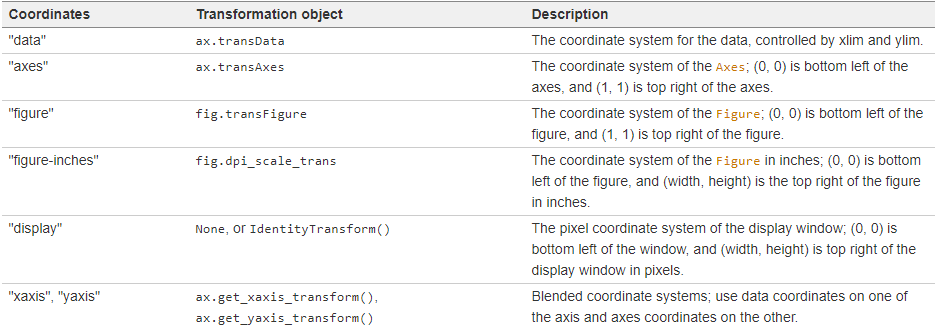 Coordinates Transformation object Description
"data" ax.transData The coordinate system for the data, controlled by xlim and ylim.
"axes" ax.transAxes The coordinate system of the Axes; (0, 0) is bottom left of the
axes, and (1, 1) is top right of the axes.
"figure" fig.transFigure The coordinate system of the Figure; (0, 0) is bottom left of the
figure, and (1, 1) is top right of the figure.
"figure-inches" fig.dpi_scale_trans The coordinate system of the Figure in inches; (0, 0) is bottom
left of the figure, and (width, height) is the top right of the figure
in inches.
"display" None, or IdentityTransform() The pixel coordinate system of the display window; (0, 0) is
bottom left of the window, and (width, height) is top right of the
display window in pixels.
"xaxis", "yaxis" ax.get_xaxis_transform(), Blended coordinate systems; use data coordinates on one of
ax.get_yaxis_transform() the axis and axes coordinates on the other.